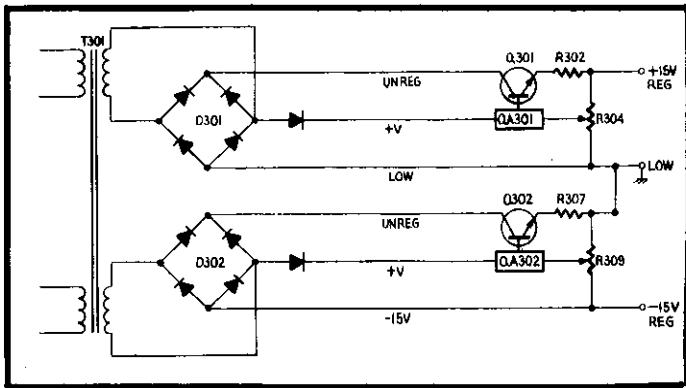 T301
D301
UNREG
+V
LOW
Q301
R302
QA301
R304
+15V
REG
LOW
D302
UNREG
+V
-15V
Q302
R307
QA302
R309
-15V
REG